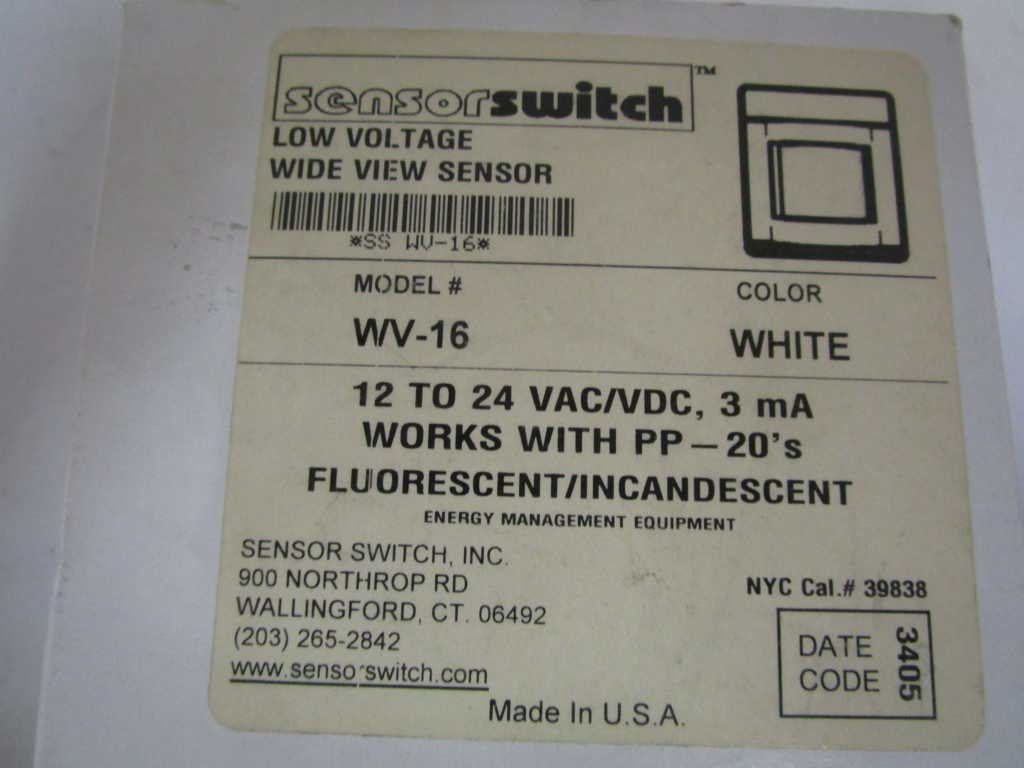 sensorswitch™
LOW VOLTAGE
WIDE VIEW SENSOR
*SS WV-16*
MODEL #
COLOR
WV-16
WHITE
12 TO 24 VAC/VDC, 3 mA
WORKS WITH PP-20's
FLUORESCENT/INCANDESCENT
ENERGY MANAGEMENT EQUIPMENT
SENSOR SWITCH, INC.
900 NORTHROP RD
WALLINGFORD, CT. 06492
(203) 265-2842
www.sensorswitch.com
NYC Cal.# 39838
DATE CODE
3405
Made In U.S.A.